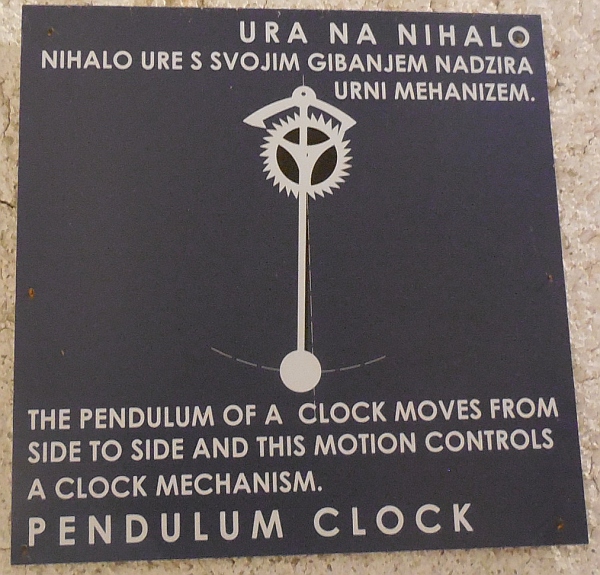 URA NA NIHALO
NIHALO URE S SVOJIM GIBANJEM NADZIRA
URNI MEHANIZEM.
THE PENDULUM OF A CLOCK MOVES FROM
SIDE TO SIDE AND THIS MOTION CONTROLS
A CLOCK MECHANISM.
PENDULUM CLOCK